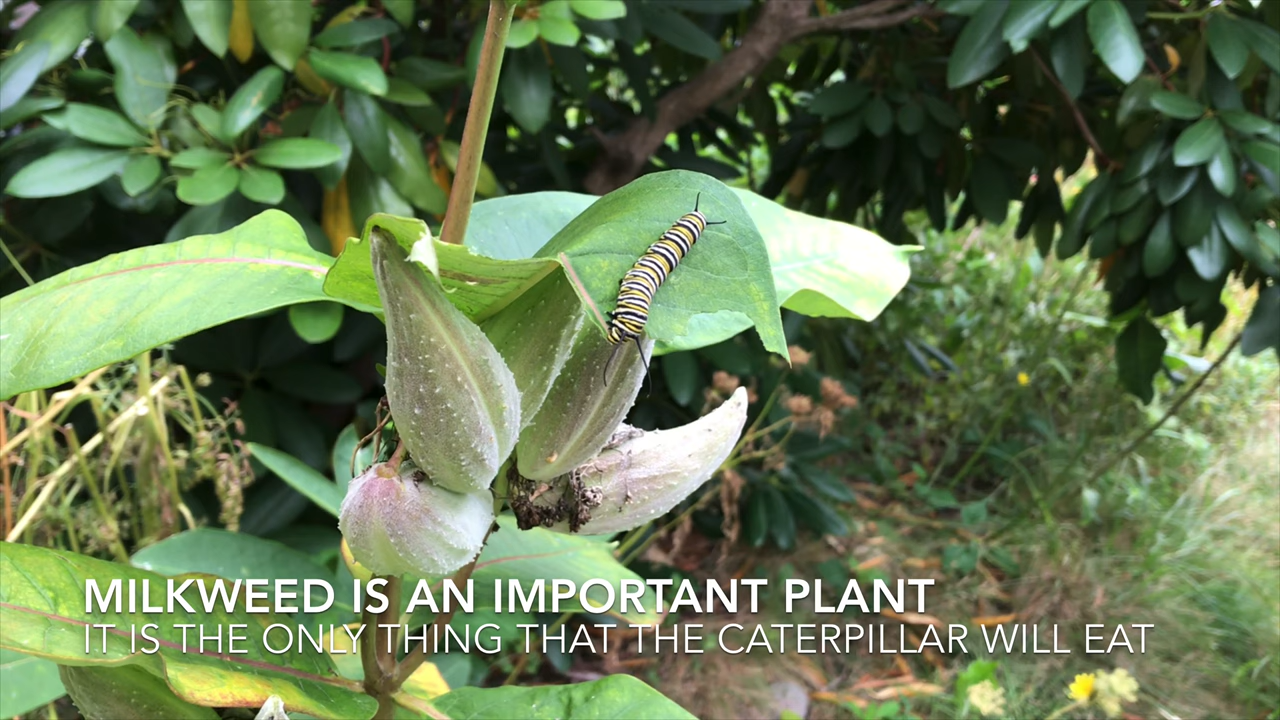 MILKWEED IS AN IMPORTANT PLANT
IT IS THE ONLY THING THAT THE CATERPILLAR WILL EAT